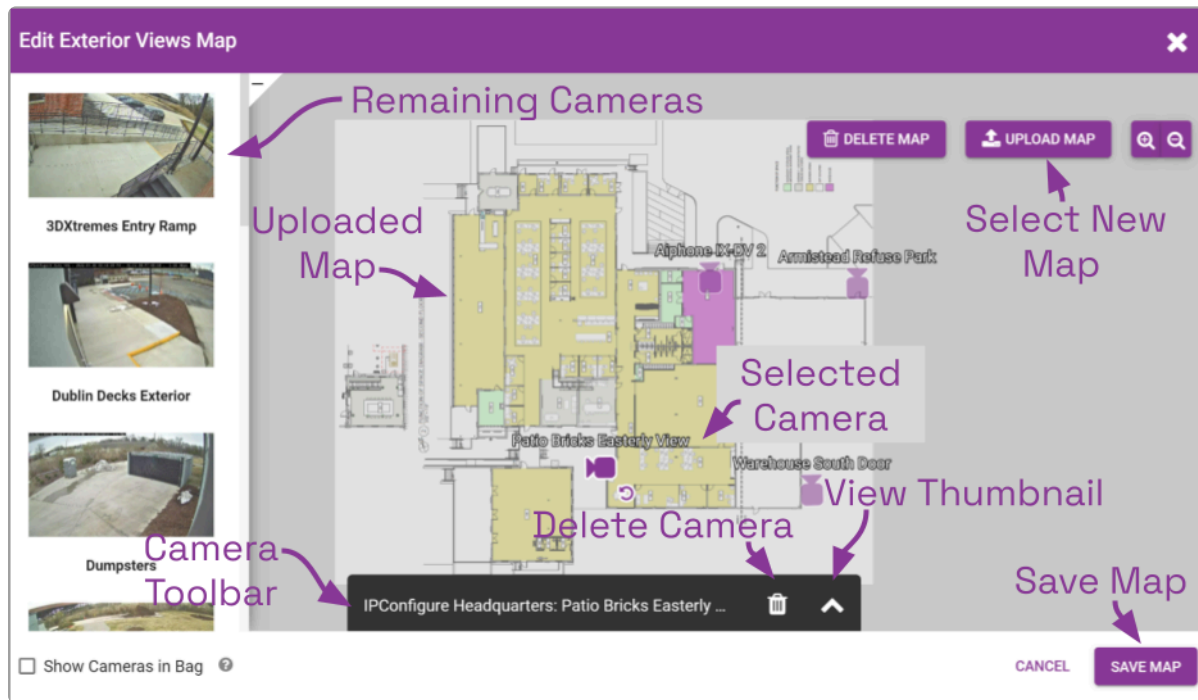 Edit Exterior Views Map
Remaining Cameras
DELETE MAP
UPLOAD MAP
3DXtremes Entry Ramp
Uploaded
Map
Select New
Map
Aiphone IX-DV 2
Armistead Refuse Park
Dublin Decks Exterior
Selected
Camera
Patio Bricks Easterly View
Warehouse South Door
View Thumbnail
Delete Camera
Dumpsters
Camera
Toolbar
IPConfigure Headquarters: Patio Bricks Easterly ...
Save Map
Show Cameras in Bag
CANCEL
SAVE MAP